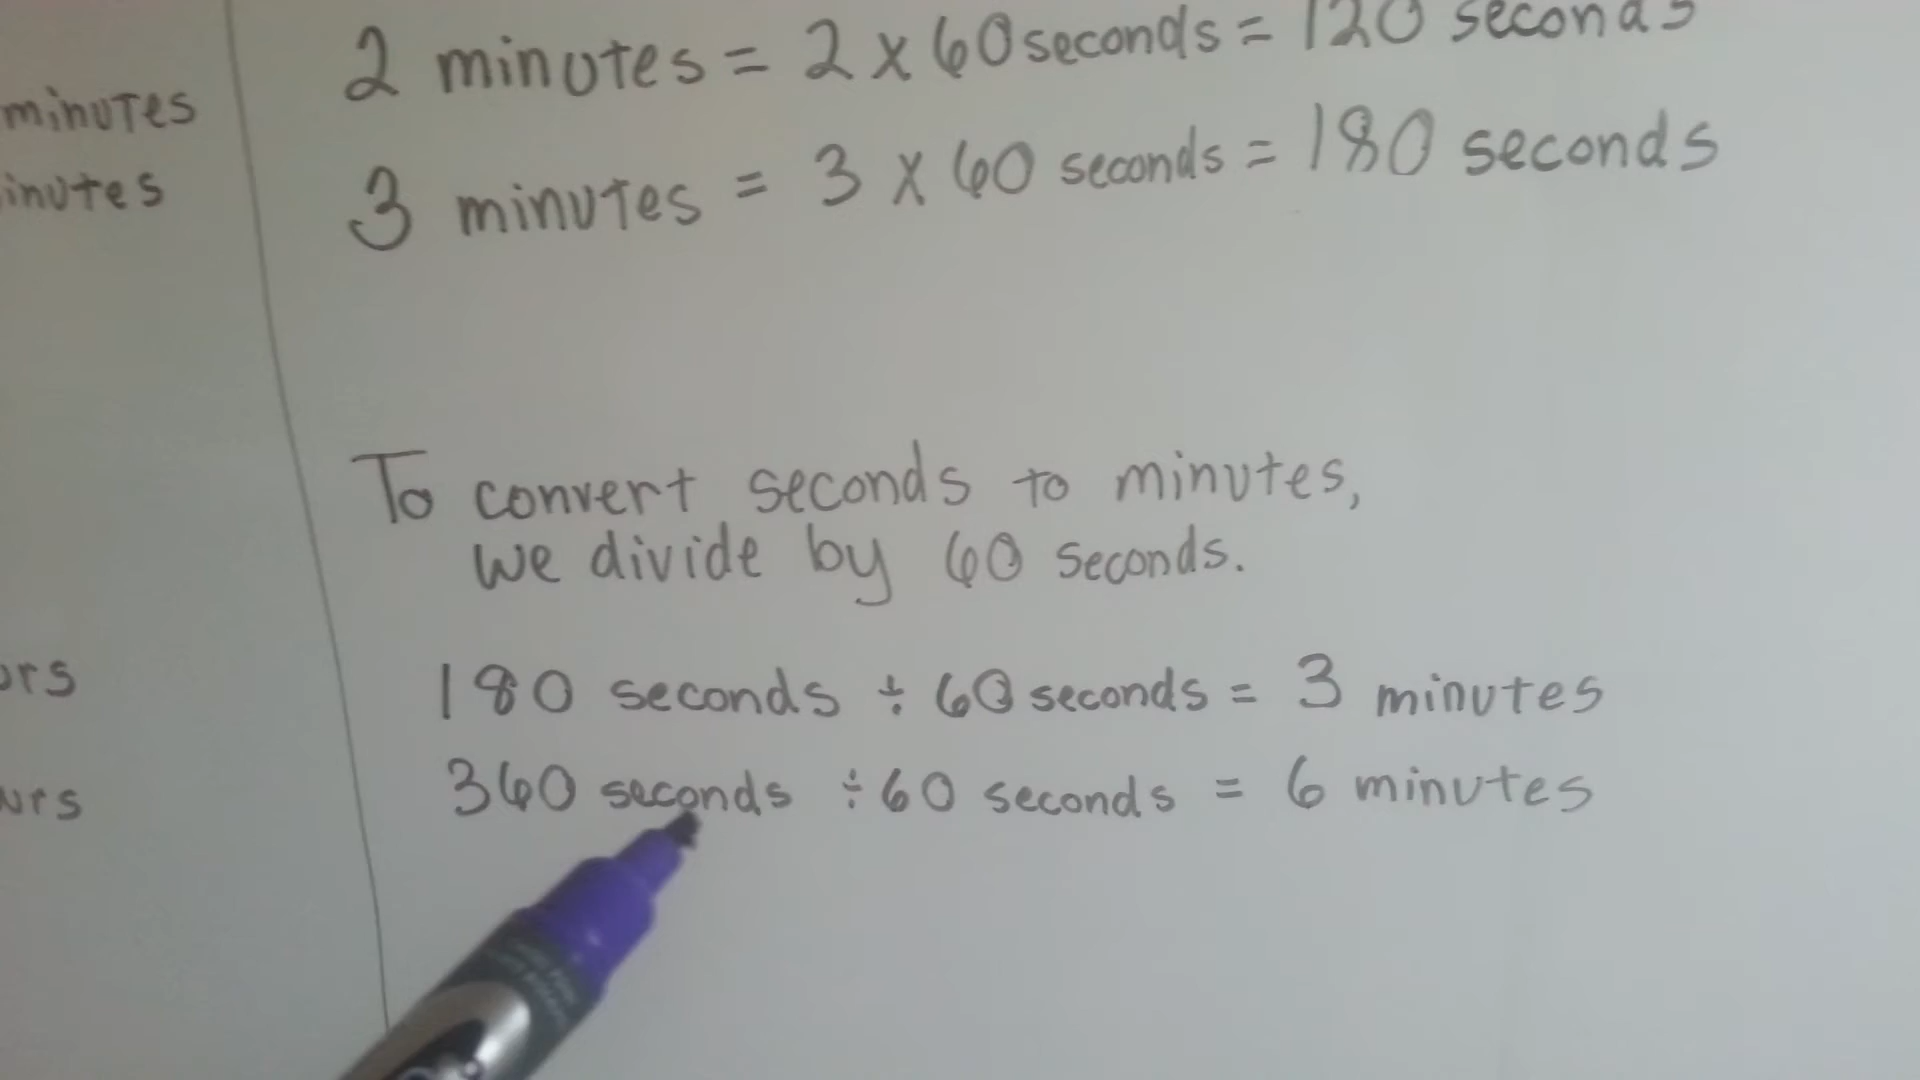 minutes
inutes
ors
urs
2 minutes = 2 x 60 seconds = 120 seconds
3 minutes = 3 x 60 seconds = 180 seconds
To convert seconds to minutes,
we divide by 60 seconds.
180 seconds ÷ 60 seconds = 3 minutes
360 seconds ÷ 60 seconds = 6 minutes